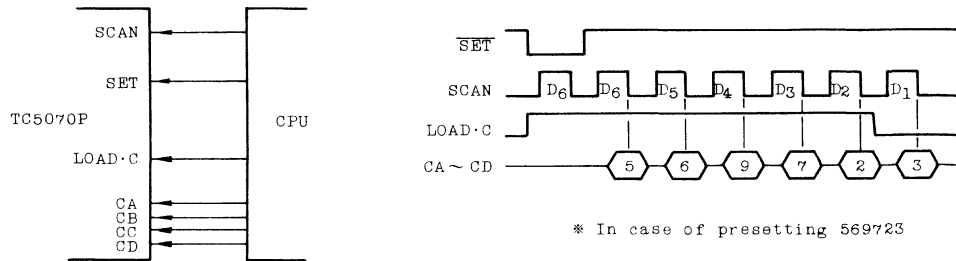 SCAN
SET
TC5070P
CPU
LOAD·C
CA
CB
CC
CD
SET
SCAN D6 D6 D5 D4 D3 D2 D1
LOAD·C
CA ~ CD 5 6 9 7 2 3
※ In case of presetting 569723